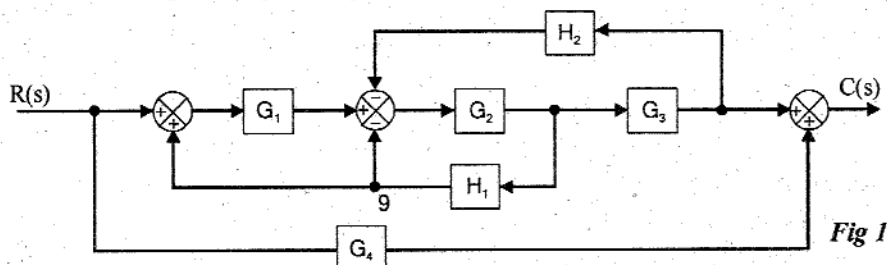 H₂
R(s)
C(s)
+ + G₁ + − − G₂ G₃ + +
H₁
9
G₄
Fig 1